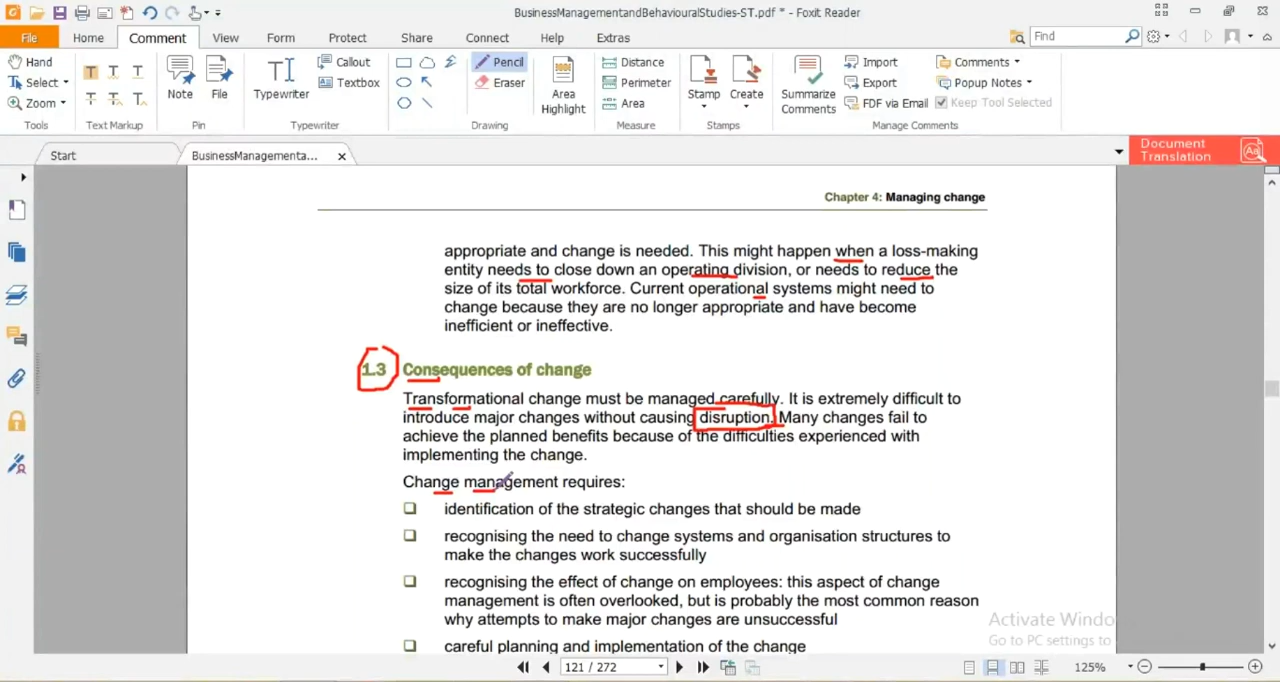 BusinessManagementandBehaviouralStudies-ST.pdf * - Foxit Reader
File Home Comment View Form Protect Share Connect Help Extras Find
Hand
Select
Zoom
Tools
T T T
T T T
Text Markup
Note
File
Pin
Typewriter
Callout
Textbox
Typewriter
Pencil
Eraser
Drawing
Area
Highlight
Distance
Perimeter
Area
Measure
Stamp
Create
Stamps
Summarize
Comments
Import
Export
FDF via Email
Comments
Popup Notes
Keep Tool Selected
Manage Comments
Start
BusinessManagementa...
Document
Translation
Chapter 4: Managing change
appropriate and change is needed. This might happen when a loss-making
entity needs to close down an operating division, or needs to reduce the
size of its total workforce. Current operational systems might need to
change because they are no longer appropriate and have become
inefficient or ineffective.
1.3 Consequences of change
Transformational change must be managed carefully. It is extremely difficult to
introduce major changes without causing disruption. Many changes fail to
achieve the planned benefits because of the difficulties experienced with
implementing the change.
Change management requires:
identification of the strategic changes that should be made
recognising the need to change systems and organisation structures to
make the changes work successfully
recognising the effect of change on employees: this aspect of change
management is often overlooked, but is probably the most common reason
why attempts to make major changes are unsuccessful
careful planning and implementation of the change
Activate Windo
Go to PC settings to
121 / 272
125%